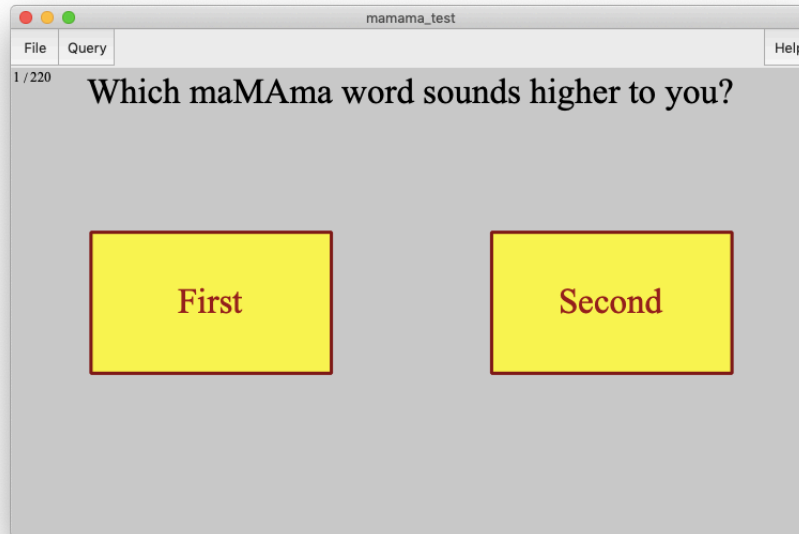 mamama_test
File Query Help
1 / 220
Which maMAma word sounds higher to you?
First Second